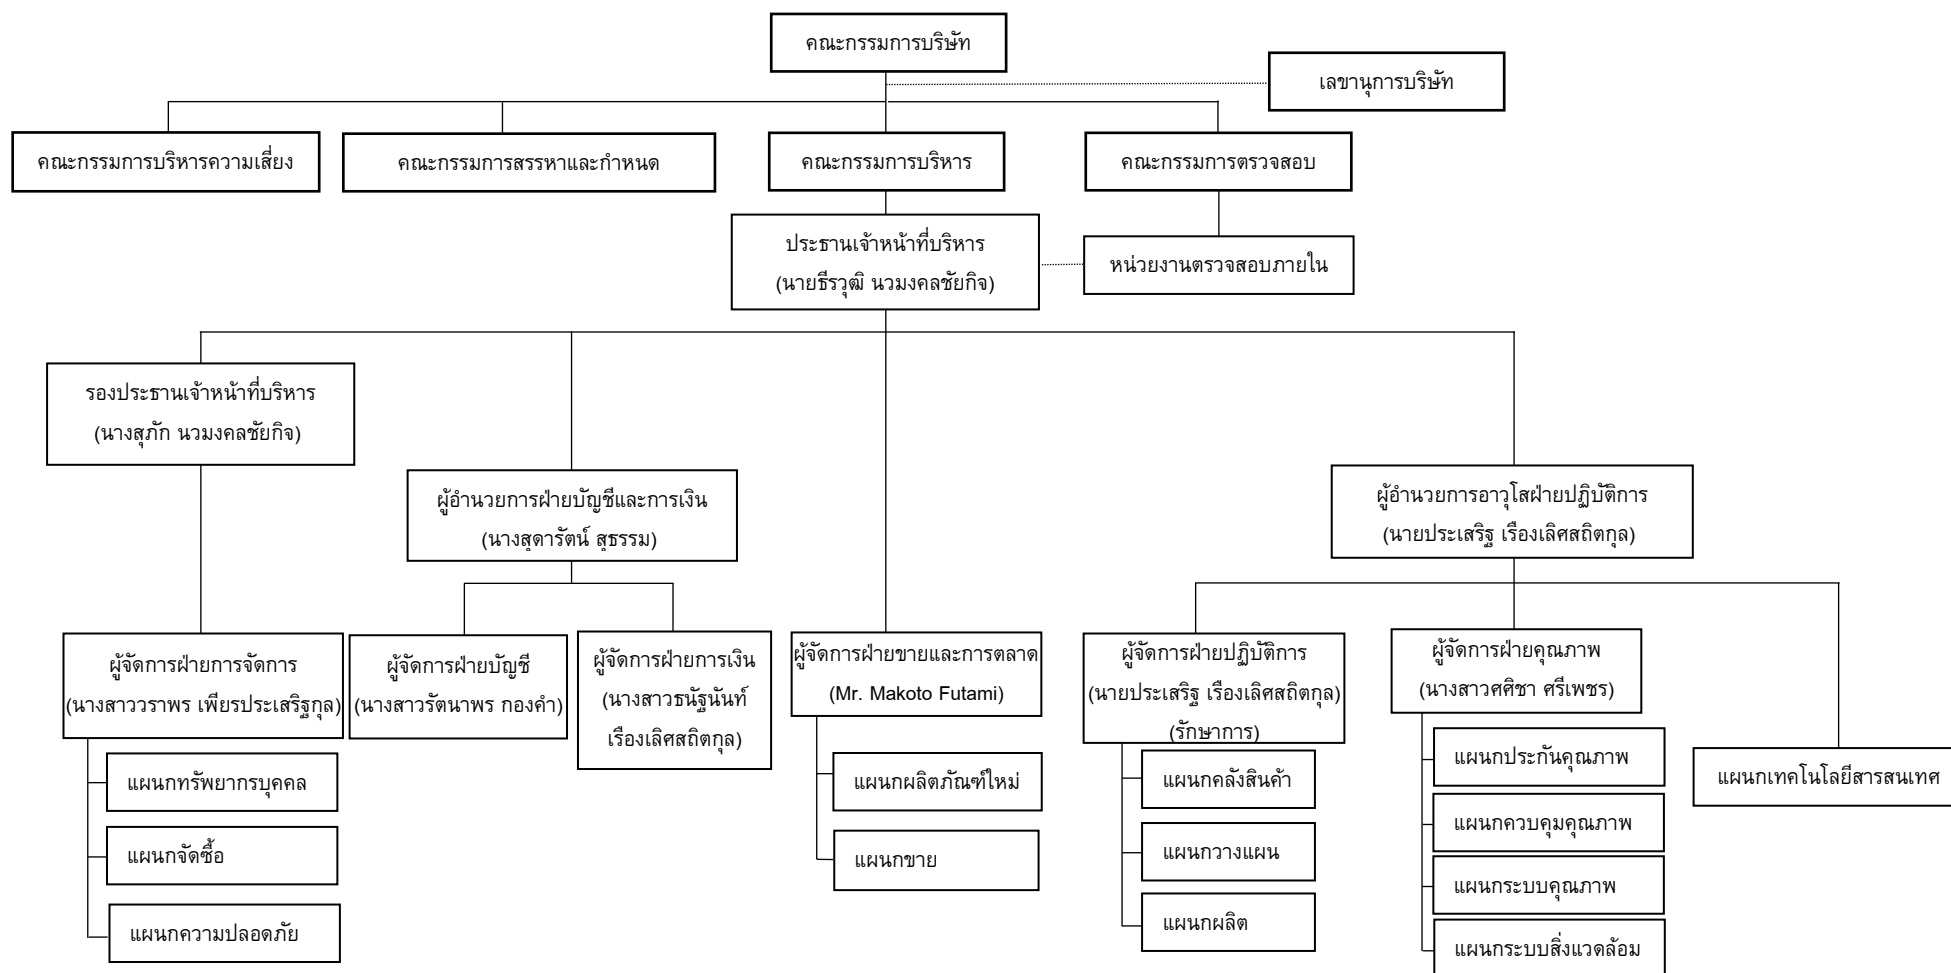 คณะกรรมการบริษัท
เลขานุการบริษัท
คณะกรรมการบริหารความเสี่ยง
คณะกรรมการสรรหาและกำหนด
คณะกรรมการบริหาร
คณะกรรมการตรวจสอบ
ประธานเจ้าหน้าที่บริหาร
(นายธีรวุฒิ นวมงคลชัยกิจ)
หน่วยงานตรวจสอบภายใน
รองประธานเจ้าหน้าที่บริหาร
(นางสุภัก นวมงคลชัยกิจ)
ผู้อำนวยการฝ่ายบัญชีและการเงิน
(นางสุดารัตน์ สุธรรม)
ผู้อำนวยการอาวุโสฝ่ายปฏิบัติการ
(นายประเสริฐ เรืองเลิศสถิตกุล)
ผู้จัดการฝ่ายการจัดการ
(นางสาววราพร เพียรประเสริฐกุล)
ผู้จัดการฝ่ายบัญชี
(นางสาวรัตนาพร กองคำ)
ผู้จัดการฝ่ายการเงิน
(นางสาวธนัฐนันท์
เรืองเลิศสถิตกุล)
ผู้จัดการฝ่ายขายและการตลาด
(Mr. Makoto Futami)
ผู้จัดการฝ่ายปฏิบัติการ
(นายประเสริฐ เรืองเลิศสถิตกุล)
(รักษาการ)
ผู้จัดการฝ่ายคุณภาพ
(นางสาวศศิชา ศรีเพชร)
แผนกทรัพยากรบุคคล
แผนกจัดซื้อ
แผนกความปลอดภัย
แผนกผลิตภัณฑ์ใหม่
แผนกขาย
แผนกคลังสินค้า
แผนกวางแผน
แผนกผลิต
แผนกประกันคุณภาพ
แผนกควบคุมคุณภาพ
แผนกระบบคุณภาพ
แผนกระบบสิ่งแวดล้อม
แผนกเทคโนโลยีสารสนเทศ